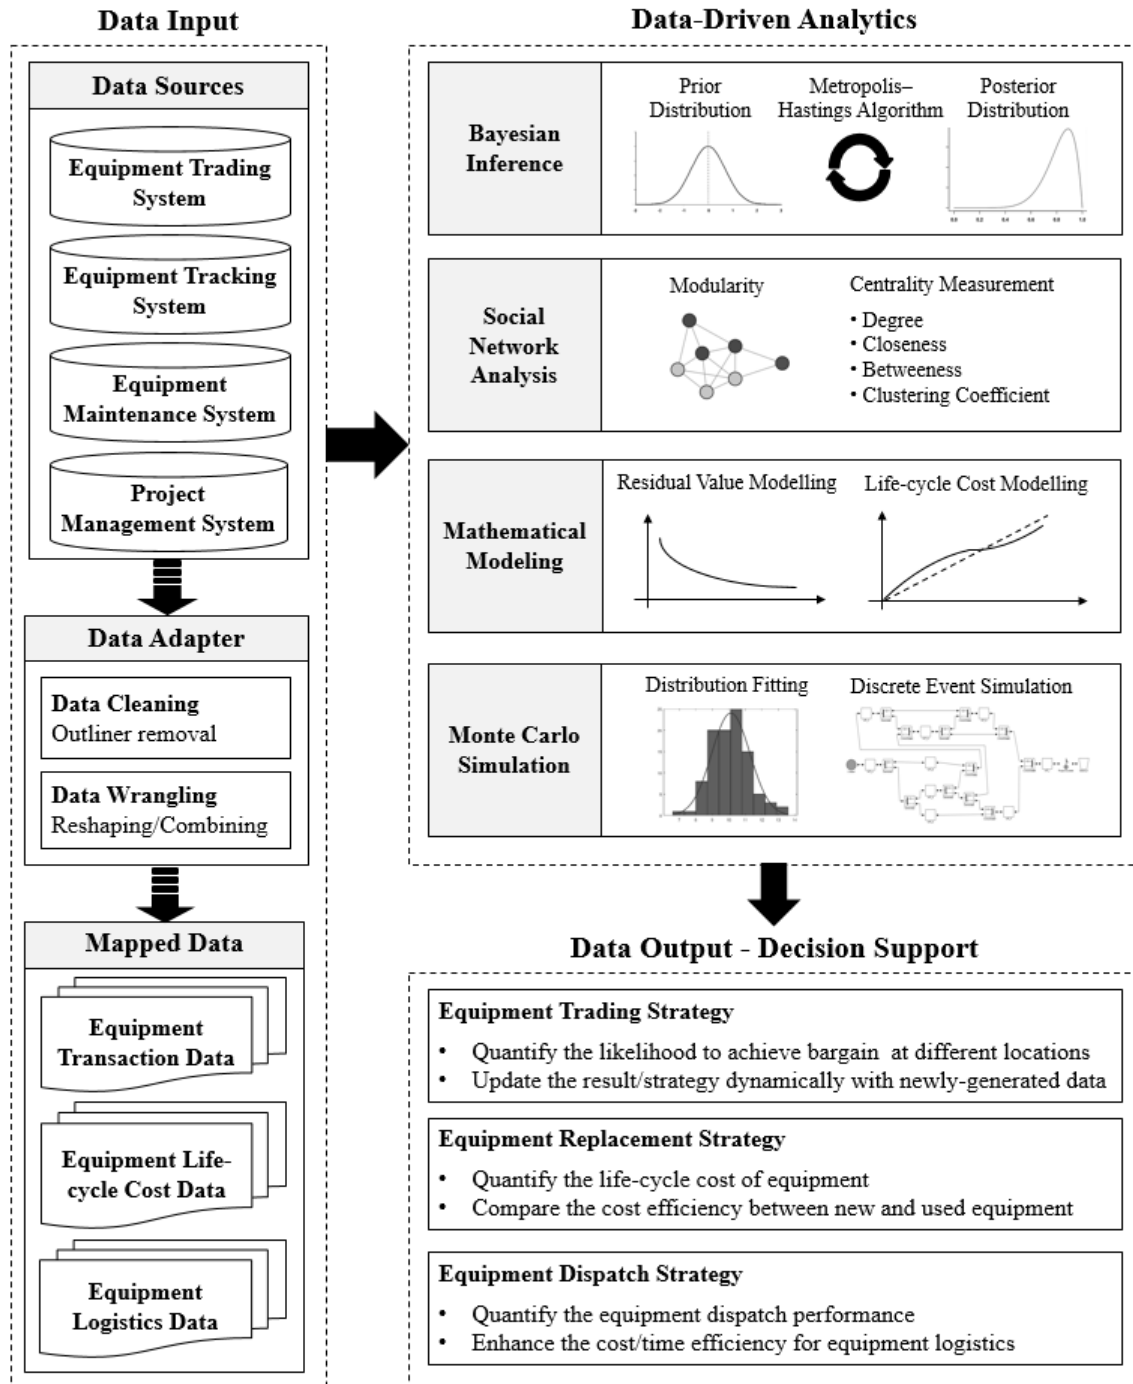 Data Input
Data Sources
Equipment Trading
System
Equipment Tracking
System
Equipment
Maintenance System
Project
Management System
Data Adapter
Data Cleaning
Outliner removal
Data Wrangling
Reshaping/Combining
Mapped Data
Equipment
Transaction Data
Equipment Life-
cycle Cost Data
Equipment
Logistics Data
Data-Driven Analytics
Bayesian
Inference
Prior
Distribution
Metropolis–
Hastings Algorithm
Posterior
Distribution
Social
Network
Analysis
Modularity
Centrality Measurement
• Degree
• Closeness
• Betweeness
• Clustering Coefficient
Mathematical
Modeling
Residual Value Modelling
Life-cycle Cost Modelling
Monte Carlo
Simulation
Distribution Fitting
Discrete Event Simulation
Data Output - Decision Support
Equipment Trading Strategy
• Quantify the likelihood to achieve bargain at different locations
• Update the result/strategy dynamically with newly-generated data
Equipment Replacement Strategy
• Quantify the life-cycle cost of equipment
• Compare the cost efficiency between new and used equipment
Equipment Dispatch Strategy
• Quantify the equipment dispatch performance
• Enhance the cost/time efficiency for equipment logistics